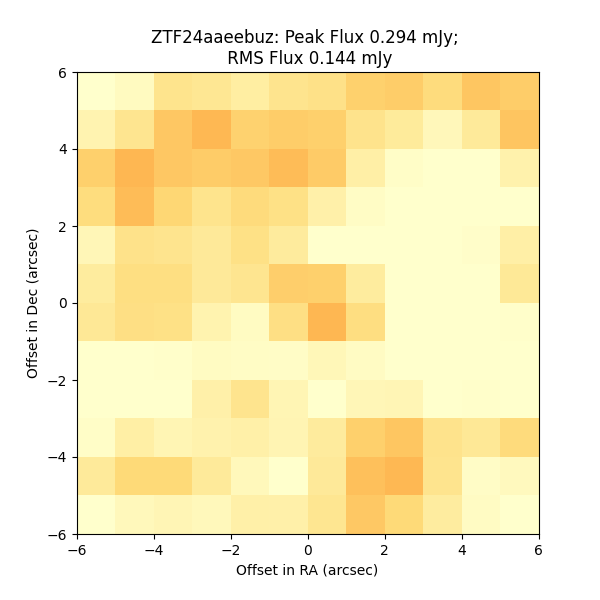 ZTF24aaeebuz: Peak Flux 0.294 mJy;
RMS Flux 0.144 mJy
6
4
2
0
−2
−4
−6
Offset in Dec (arcsec)
−6 −4 −2 0 2 4 6
Offset in RA (arcsec)